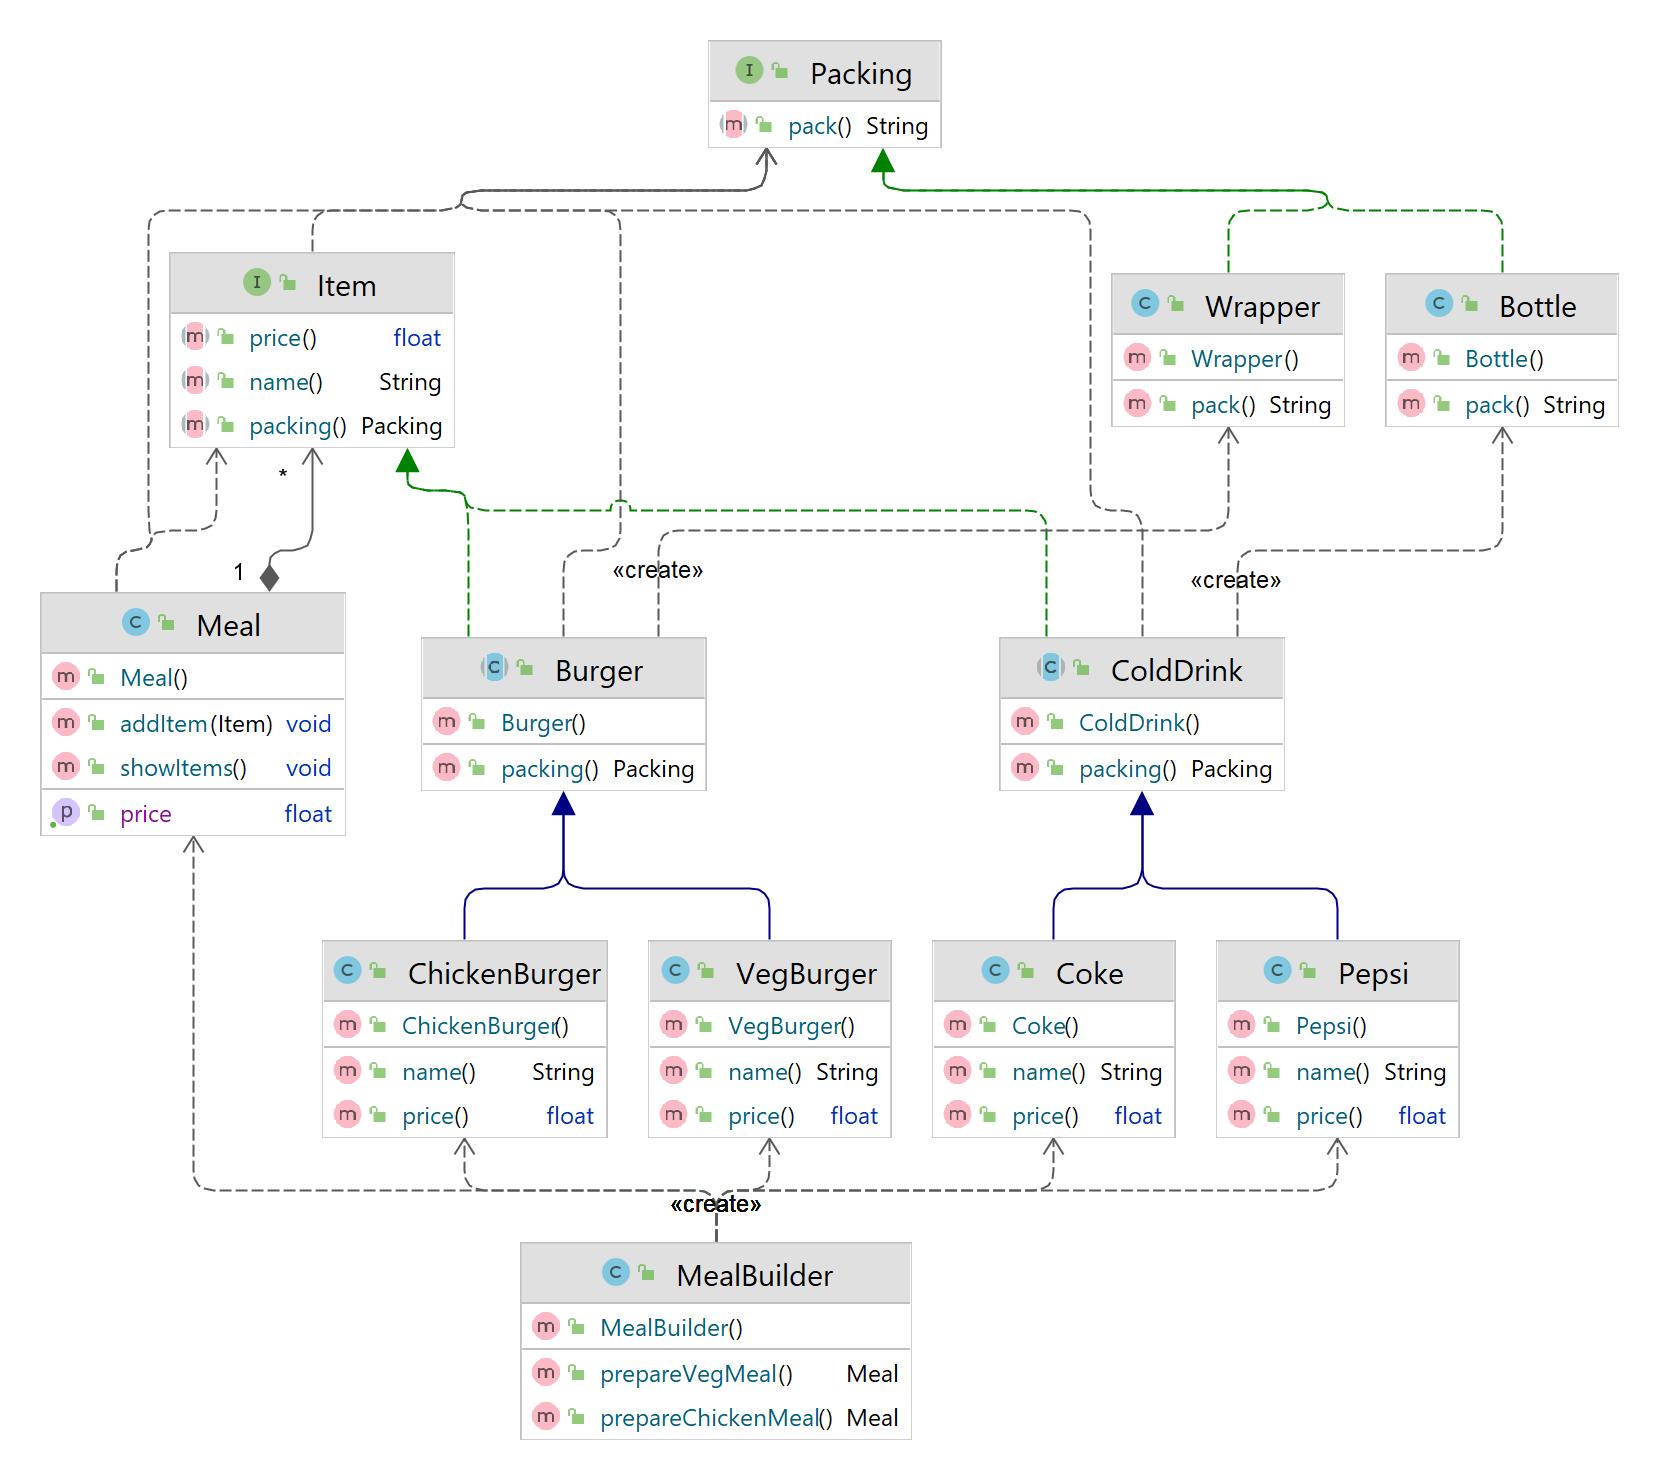 Packing
pack() String
Item
price() float
name() String
packing() Packing
Wrapper
Wrapper()
pack() String
Bottle
Bottle()
pack() String
*
1
«create»
«create»
Meal
Meal()
addItem(Item) void
showItems() void
price float
Burger
Burger()
packing() Packing
ColdDrink
ColdDrink()
packing() Packing
ChickenBurger
ChickenBurger()
name() String
price() float
VegBurger
VegBurger()
name() String
price() float
Coke
Coke()
name() String
price() float
Pepsi
Pepsi()
name() String
price() float
«create»
MealBuilder
MealBuilder()
prepareVegMeal() Meal
prepareChickenMeal() Meal